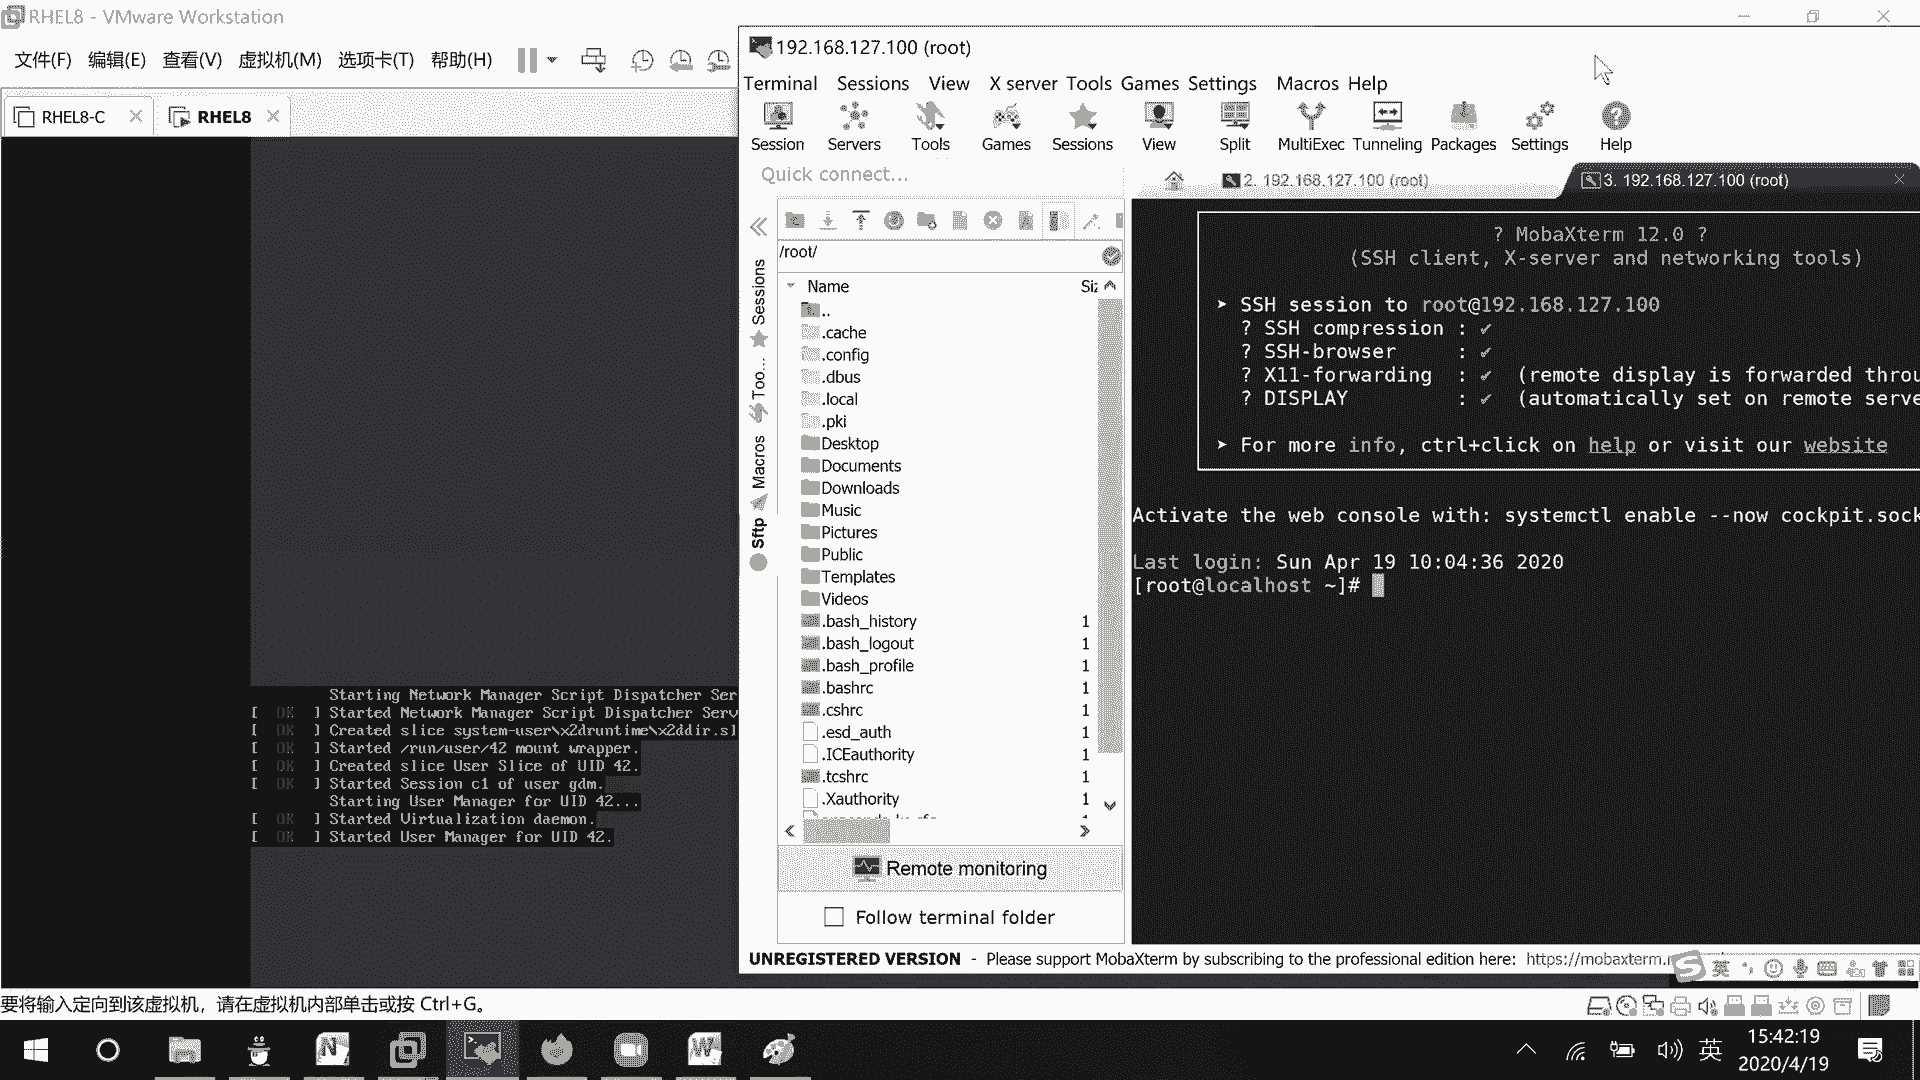 RHEL8 - VMware Workstation
文件(F) 编辑(E) 查看(V) 虚拟机(M) 选项卡(T) 帮助(H)
RHEL8-C
RHEL8
Starting Network Manager Script Dispatcher Ser
[ OK ] Started Network Manager Script Dispatcher Serv
[ OK ] Created slice system-user\x2druntime\x2ddir.sl
[ OK ] Started /run/user/42 mount wrapper.
[ OK ] Created slice User Slice of UID 42.
[ OK ] Started Session c1 of user gdm.
Starting User Manager for UID 42...
[ OK ] Started Virtualization daemon.
[ OK ] Started User Manager for UID 42.
要将输入定向到该虚拟机，请在虚拟机内部单击或按 Ctrl+G。
192.168.127.100 (root)
Terminal Sessions View X server Tools Games Settings Macros Help
Session Servers Tools Games Sessions View Split MultiExec Tunneling Packages Settings Help
Quick connect...
2. 192.168.127.100 (root)
3. 192.168.127.100 (root)
Sessions
Too...
Macros
Sftp
/root/
Name Siz
..
.cache
.config
.dbus
.local
.pki
Desktop
Documents
Downloads
Music
Pictures
Public
Templates
Videos
.bash_history 1
.bash_logout 1
.bash_profile 1
.bashrc 1
.cshrc 1
.esd_auth 1
.ICEauthority 1
.tcshrc 1
.Xauthority 1
Remote monitoring
Follow terminal folder
? MobaXterm 12.0 ?
(SSH client, X-server and networking tools)
➤ SSH session to root@192.168.127.100
? SSH compression : ✔
? SSH-browser : ✔
? X11-forwarding : ✔ (remote display is forwarded throu
? DISPLAY : ✔ (automatically set on remote serve
➤ For more info, ctrl+click on help or visit our website
Activate the web console with: systemctl enable --now cockpit.sock
Last login: Sun Apr 19 10:04:36 2020
[root@localhost ~]#
UNREGISTERED VERSION - Please support MobaXterm by subscribing to the professional edition here: https://mobaxterm.
英
英
15:42:19
2020/4/19